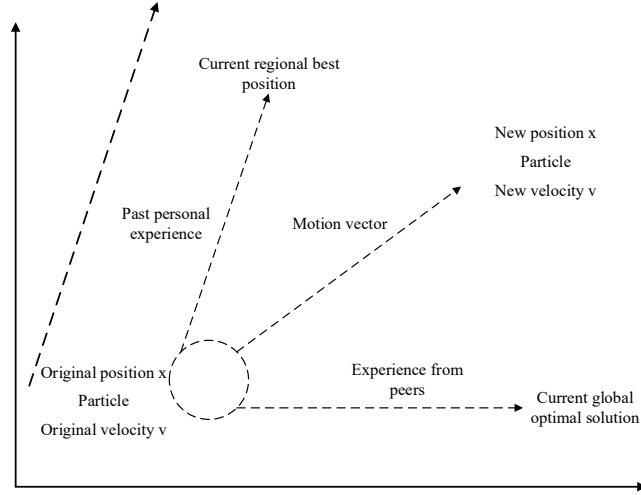 Current regional best
position
New position x
Particle
New velocity v
Past personal
experience
Motion vector
Original position x
Particle
Original velocity v
Experience from
peers
Current global
optimal solution